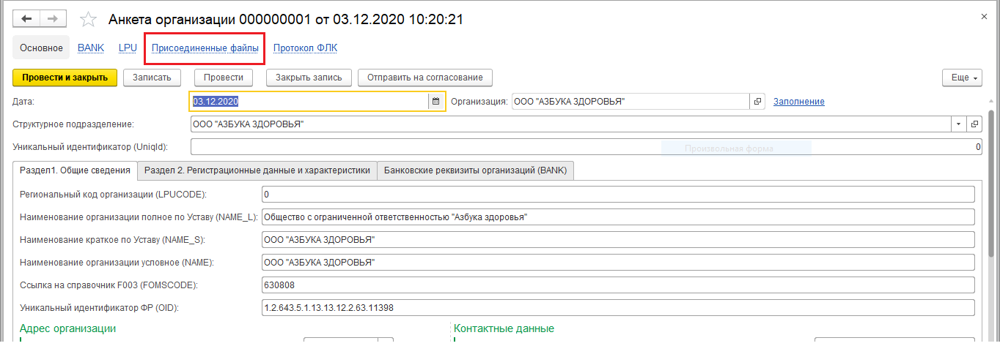 Анкета организации 000000001 от 03.12.2020 10:20:21
Основное BANK LPU Присоединенные файлы Протокол ФЛК
Провести и закрыть Записать Провести Закрыть запись Отправить на согласование Еще
Дата: 03.12.2020 Организация: ООО "АЗБУКА ЗДОРОВЬЯ" Заполнение
Структурное подразделение: ООО "АЗБУКА ЗДОРОВЬЯ"
Уникальный идентификатор (UniqId): 0
Произвольная форма
Раздел1. Общие сведения Раздел 2. Регистрационные данные и характеристики Банковские реквизиты организаций (BANK)
Региональный код организации (LPUCODE): 0
Наименование организации полное по Уставу (NAME_L): Общество с ограниченной ответственностью "Азбука здоровья"
Наименование краткое по Уставу (NAME_S): ООО "АЗБУКА ЗДОРОВЬЯ"
Наименование организации условное (NAME): ООО "АЗБУКА ЗДОРОВЬЯ"
Ссылка на справочник F003 (FOMSCODE): 630808
Уникальный идентификатор ФР (OID): 1.2.643.5.1.13.13.12.2.63.11398
Адрес организации Контактные данные